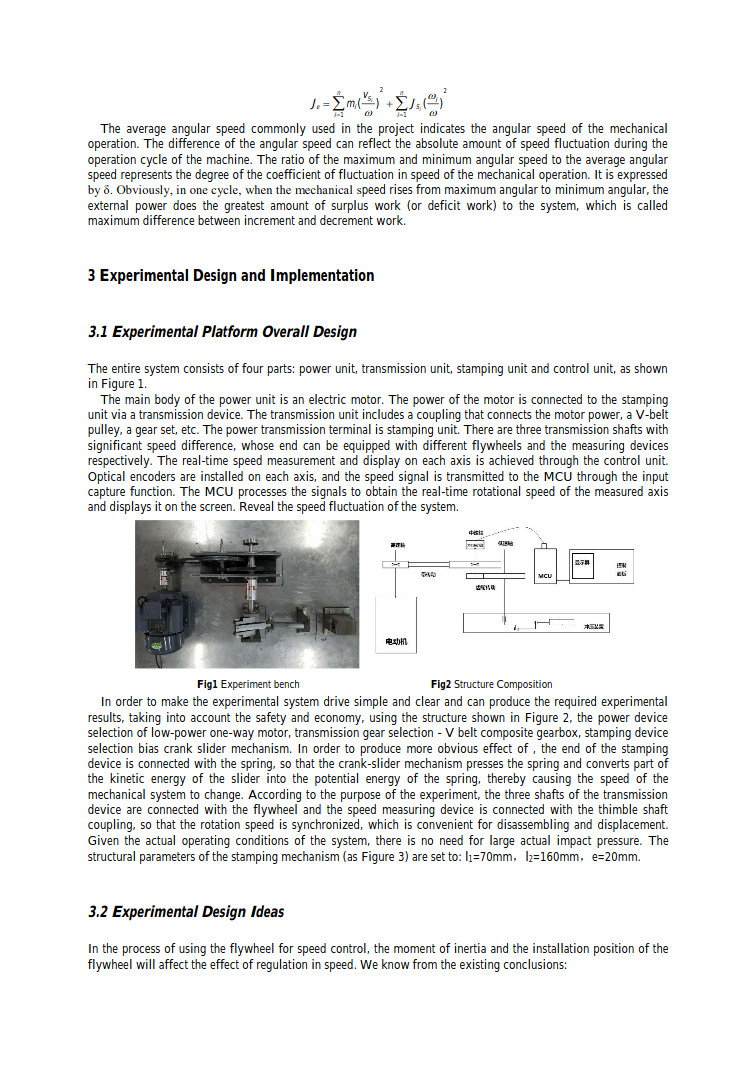 J_e = \sum_{i=1}^{n} m_i (\frac{v_{S_i}}{\omega})^2 + \sum_{i=1}^{n} J_{S_i} (\frac{\omega_i}{\omega})^2
The average angular speed commonly used in the project indicates the angular speed of the mechanical
operation. The difference of the angular speed can reflect the absolute amount of speed fluctuation during the
operation cycle of the machine. The ratio of the maximum and minimum angular speed to the average angular
speed represents the degree of the coefficient of fluctuation in speed of the mechanical operation. It is expressed
by δ. Obviously, in one cycle, when the mechanical speed rises from maximum angular to minimum angular, the
external power does the greatest amount of surplus work (or deficit work) to the system, which is called
maximum difference between increment and decrement work.
3 Experimental Design and Implementation
3.1 Experimental Platform Overall Design
The entire system consists of four parts: power unit, transmission unit, stamping unit and control unit, as shown
in Figure 1.
The main body of the power unit is an electric motor. The power of the motor is connected to the stamping
unit via a transmission device. The transmission unit includes a coupling that connects the motor power, a V-belt
pulley, a gear set, etc. The power transmission terminal is stamping unit. There are three transmission shafts with
significant speed difference, whose end can be equipped with different flywheels and the measuring devices
respectively. The real-time speed measurement and display on each axis is achieved through the control unit.
Optical encoders are installed on each axis, and the speed signal is transmitted to the MCU through the input
capture function. The MCU processes the signals to obtain the real-time rotational speed of the measured axis
and displays it on the screen. Reveal the speed fluctuation of the system.
中速轴
高速轴
低速轴
带传动
齿轮传动
MCU
显示屏
控制
面板
电动机
冲压装置
Fig1 Experiment bench
Fig2 Structure Composition
In order to make the experimental system drive simple and clear and can produce the required experimental
results, taking into account the safety and economy, using the structure shown in Figure 2, the power device
selection of low-power one-way motor, transmission gear selection - V belt composite gearbox, stamping device
selection bias crank slider mechanism. In order to produce more obvious effect of , the end of the stamping
device is connected with the spring, so that the crank-slider mechanism presses the spring and converts part of
the kinetic energy of the slider into the potential energy of the spring, thereby causing the speed of the
mechanical system to change. According to the purpose of the experiment, the three shafts of the transmission
device are connected with the flywheel and the speed measuring device is connected with the thimble shaft
coupling, so that the rotation speed is synchronized, which is convenient for disassembling and displacement.
Given the actual operating conditions of the system, there is no need for large actual impact pressure. The
structural parameters of the stamping mechanism (as Figure 3) are set to: l₁=70mm，l₂=160mm，e=20mm.
3.2 Experimental Design Ideas
In the process of using the flywheel for speed control, the moment of inertia and the installation position of the
flywheel will affect the effect of regulation in speed. We know from the existing conclusions: